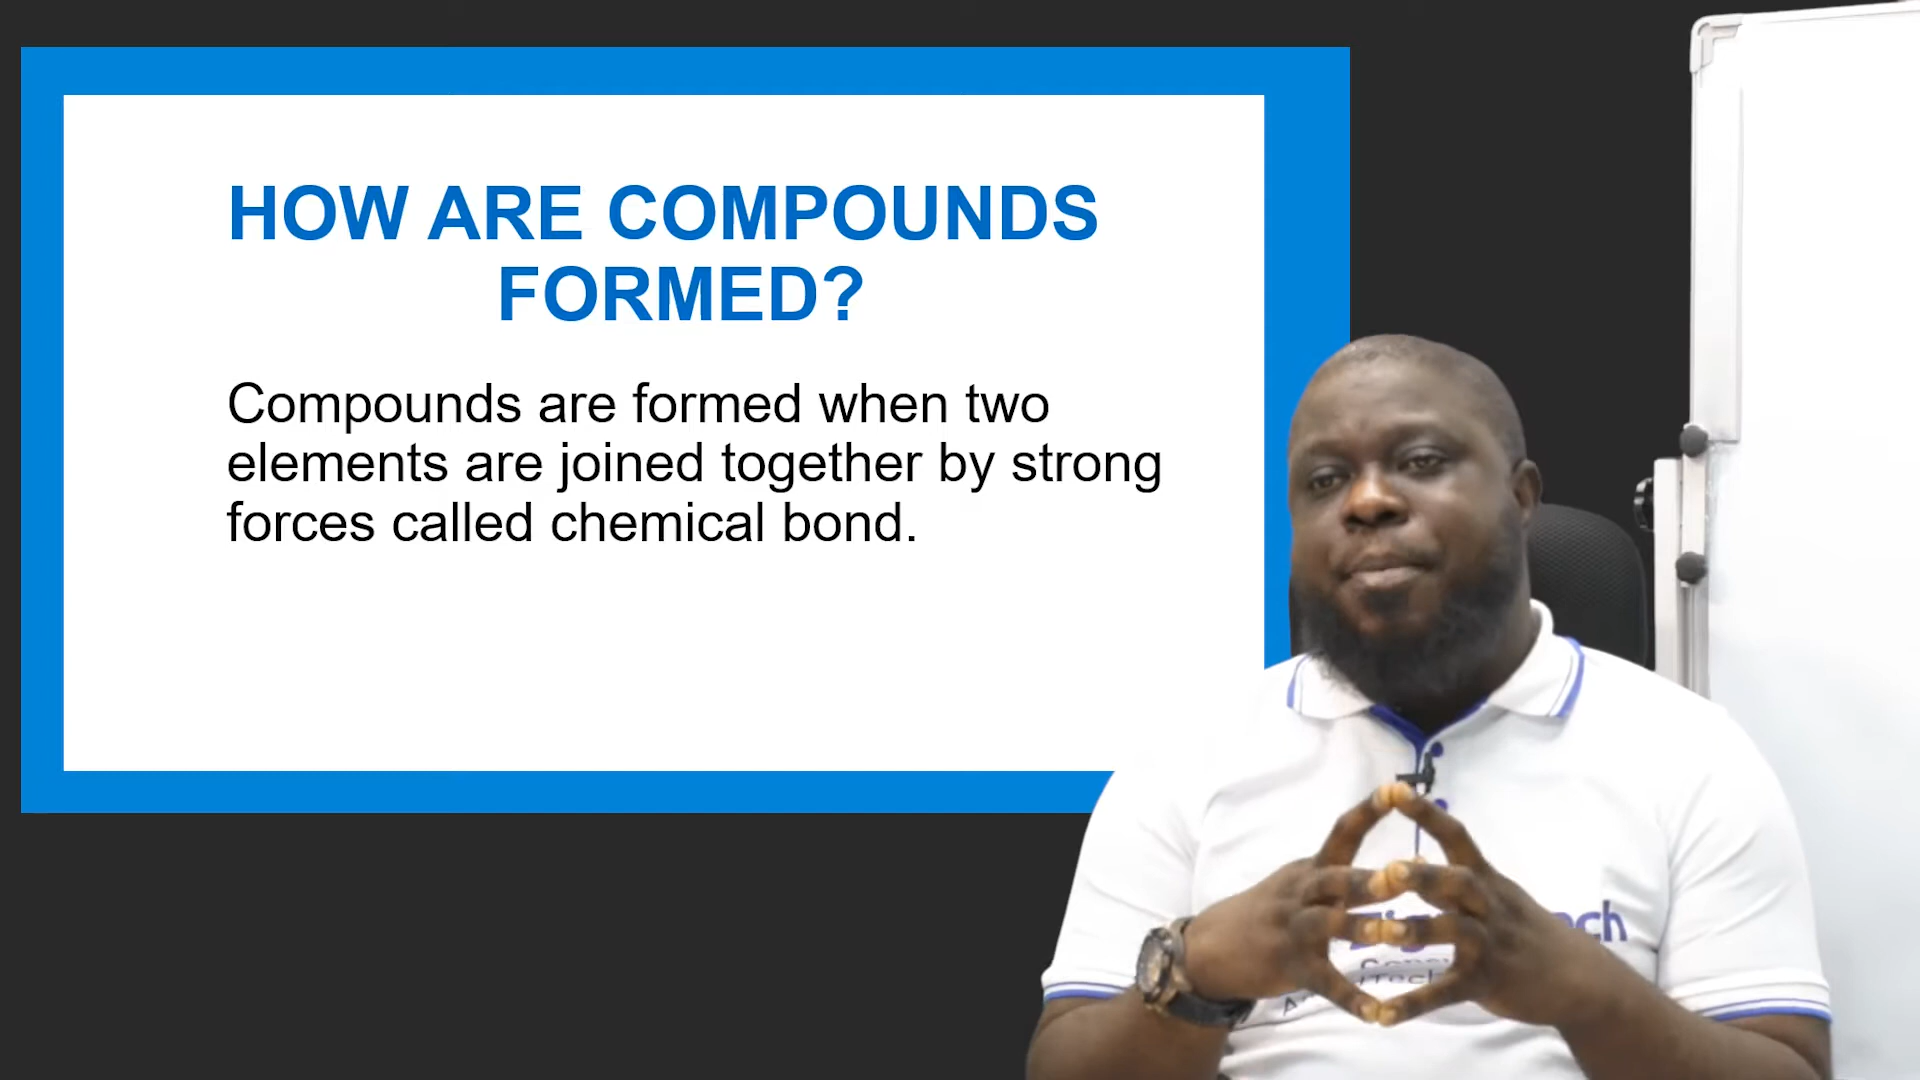 HOW ARE COMPOUNDS
FORMED?
Compounds are formed when two
elements are joined together by strong
forces called chemical bond.